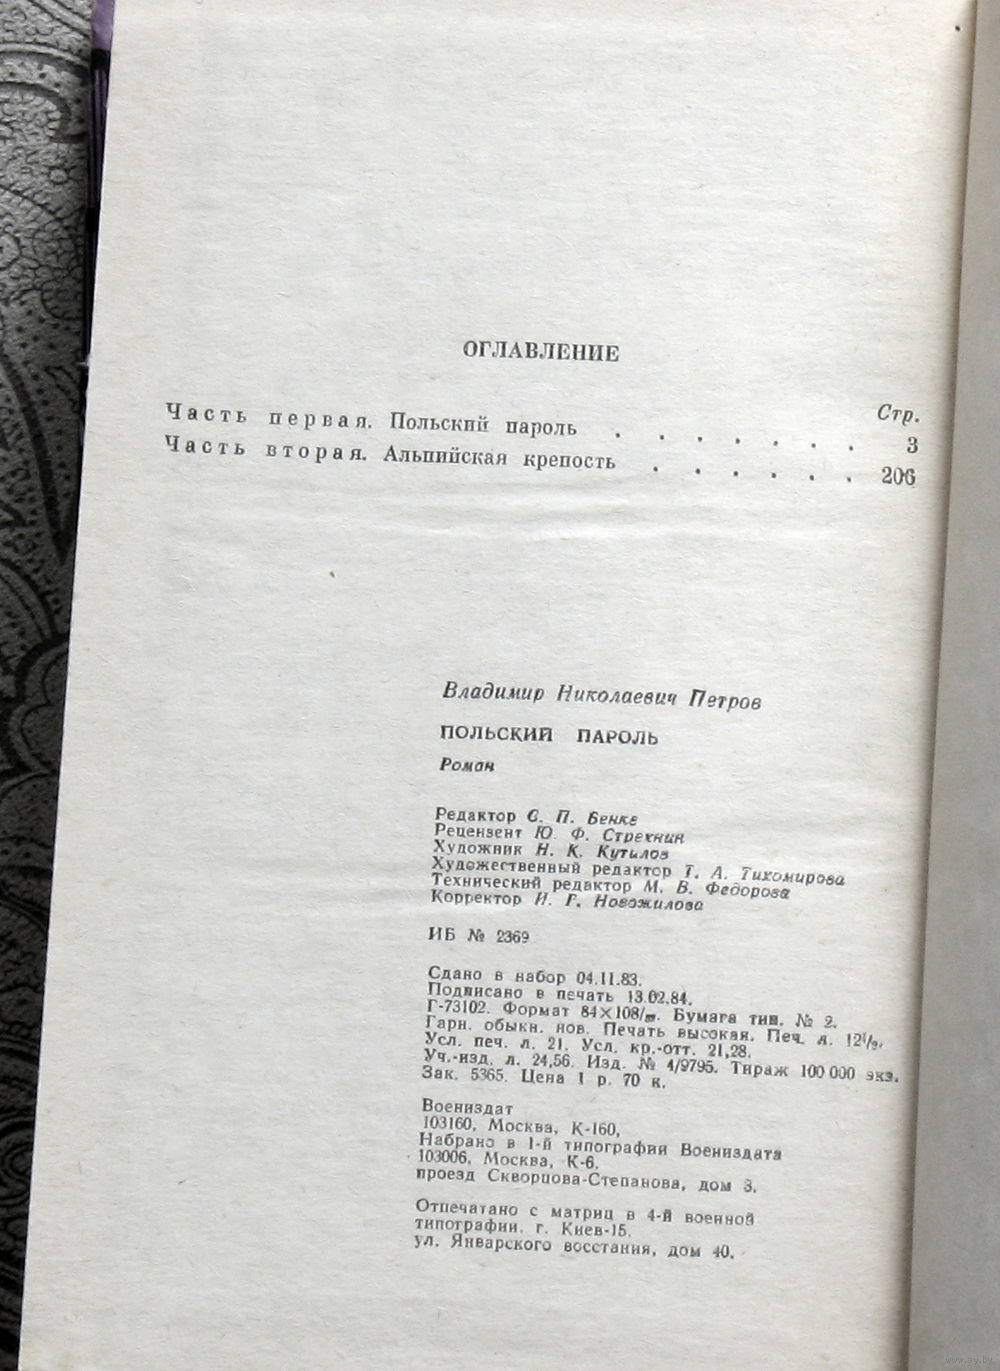 ОГЛАВЛЕНИЕ
Стр.
Часть первая. Польский пароль . . . . . . . 3
Часть вторая. Альпийская крепость . . . . . . 206
Владимир Николаевич Петров
ПОЛЬСКИЙ ПАРОЛЬ
Роман
Редактор С. П. Бенке
Рецензент Ю. Ф. Стрехнин
Художник Н. К. Кутилов
Художественный редактор Т. А. Тихомирова
Технический редактор М. В. Федорова
Корректор И. Г. Новожилова
ИБ № 2369
Сдано в набор 04.11.83.
Подписано в печать 13.02.84.
Г-73102. Формат 84×108/₃₂. Бумага тип. № 2.
Гарн. обыкн. нов. Печать высокая. Печ. л. 12¹/₂.
Усл. печ. л. 21. Усл. кр.-отт. 21,28.
Уч.-изд. л. 24,56. Изд. № 4/9795. Тираж 100 000 экз.
Зак. 5365. Цена 1 р. 70 к.
Воениздат
103160, Москва, К-160,
Набрано в 1-й типографии Воениздата
103006, Москва, К-6,
проезд Скворцова-Степанова, дом 3.
Отпечатано с матриц в 4-й военной
типографии. г. Киев-15.
ул. Январского восстания, дом 40.
www.ay.by